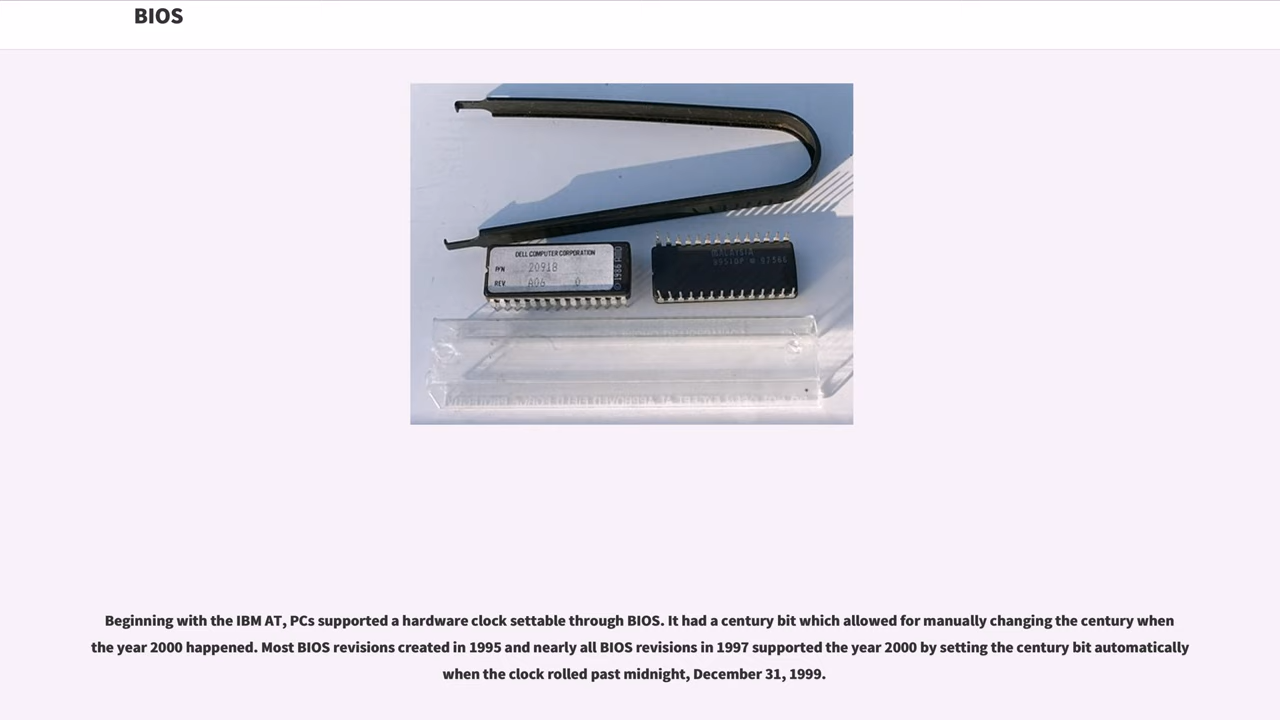 BIOS
DELL COMPUTER CORPORATION
P/N 20918
REV. A06 0
MALAYSIA
Beginning with the IBM AT, PCs supported a hardware clock settable through BIOS. It had a century bit which allowed for manually changing the century when
the year 2000 happened. Most BIOS revisions created in 1995 and nearly all BIOS revisions in 1997 supported the year 2000 by setting the century bit automatically
when the clock rolled past midnight, December 31, 1999.